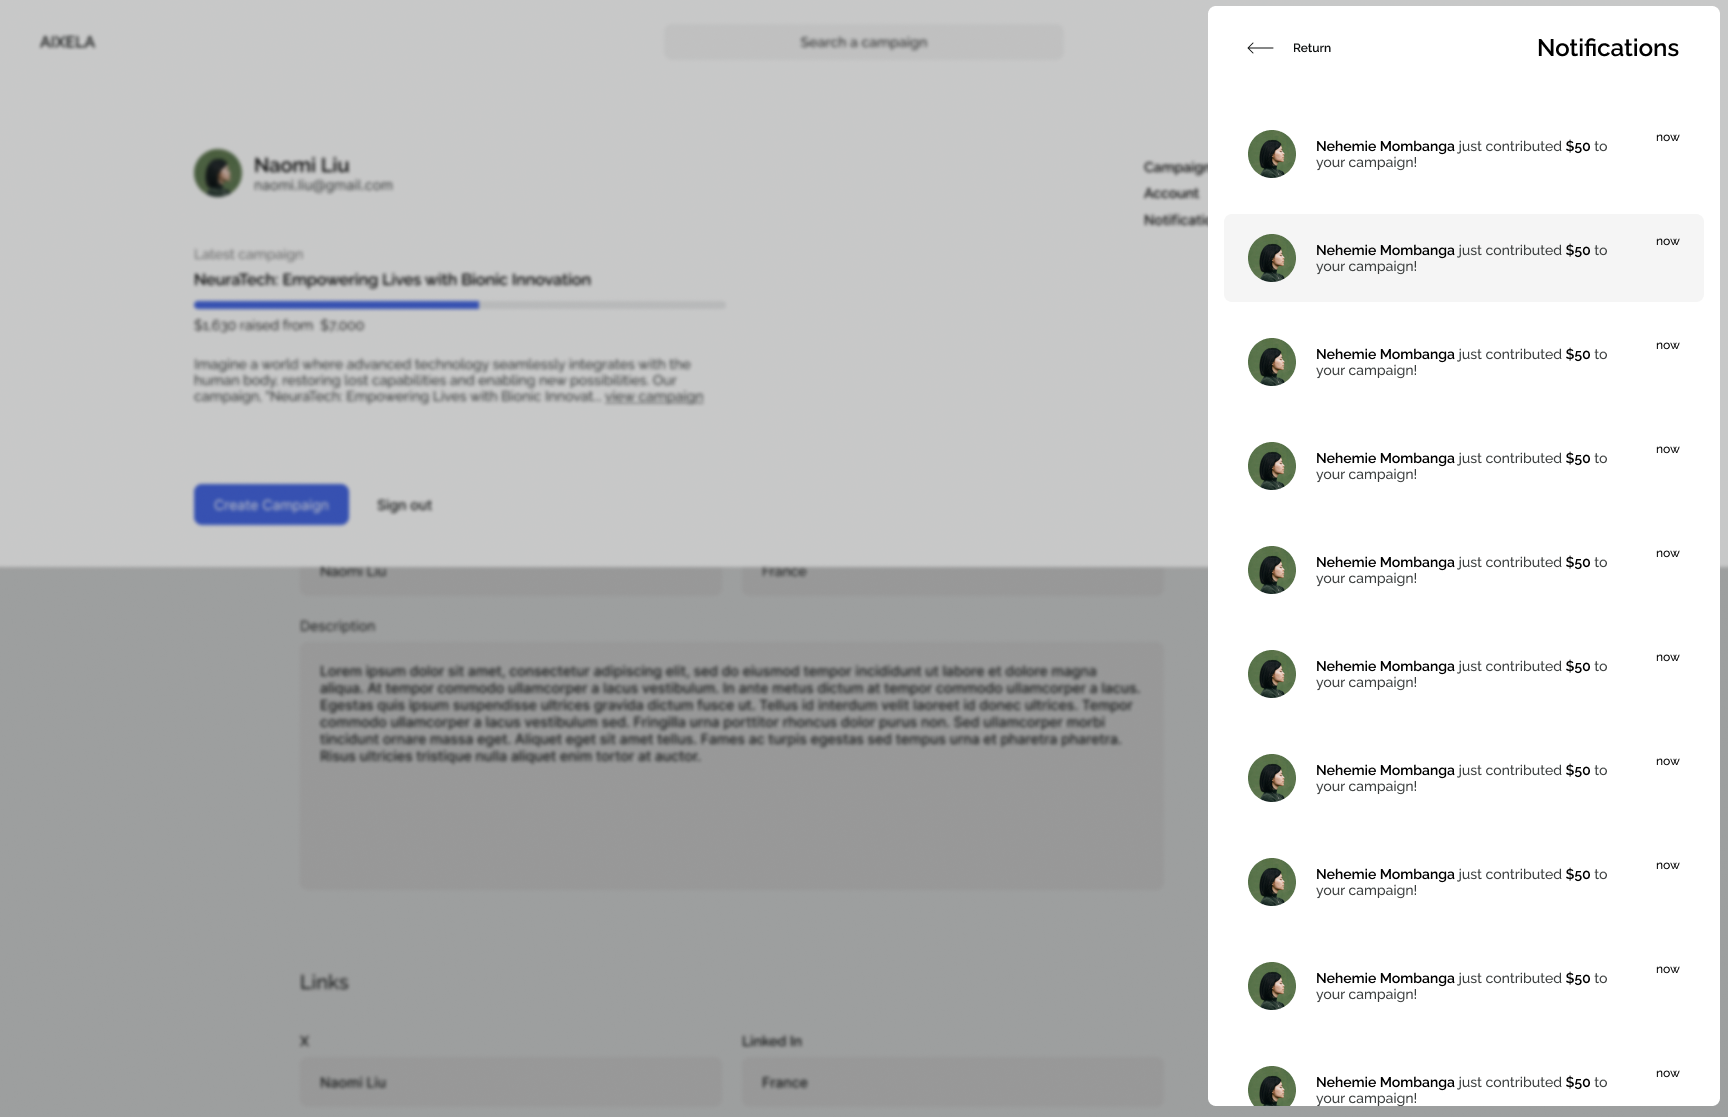 AIXELA
Search a campaign
Naomi Liu
naomi.liu@gmail.com
Campaign
Account
Notificatio
Latest campaign
NeuraTech: Empowering Lives with Bionic Innovation
$1,630 raised from $7,000
Imagine a world where advanced technology seamlessly integrates with the
human body, restoring lost capabilities and enabling new possibilities. Our
campaign, "NeuraTech: Empowering Lives with Bionic Innovat... view campaign
Create Campaign
Sign out
Naomi Liu
France
Description
Lorem ipsum dolor sit amet, consectetur adipiscing elit, sed do eiusmod tempor incididunt ut labore et dolore magna
aliqua. At tempor commodo ullamcorper a lacus vestibulum. In ante metus dictum at tempor commodo ullamcorper a lacus.
Egestas quis ipsum suspendisse ultrices gravida dictum fusce ut. Tellus id interdum velit laoreet id donec ultrices. Tempor
commodo ullamcorper a lacus vestibulum sed. Fringilla urna porttitor rhoncus dolor purus non. Sed ullamcorper morbi
tincidunt ornare massa eget. Aliquet eget sit amet tellus. Fames ac turpis egestas sed tempus urna et pharetra pharetra.
Risus ultricies tristique nulla aliquet enim tortor at auctor.
Links
X
Linked In
Naomi Liu
France
Return
Notifications
Nehemie Mombanga just contributed $50 to
your campaign!
now
Nehemie Mombanga just contributed $50 to
your campaign!
now
Nehemie Mombanga just contributed $50 to
your campaign!
now
Nehemie Mombanga just contributed $50 to
your campaign!
now
Nehemie Mombanga just contributed $50 to
your campaign!
now
Nehemie Mombanga just contributed $50 to
your campaign!
now
Nehemie Mombanga just contributed $50 to
your campaign!
now
Nehemie Mombanga just contributed $50 to
your campaign!
now
Nehemie Mombanga just contributed $50 to
your campaign!
now
Nehemie Mombanga just contributed $50 to
your campaign!
now